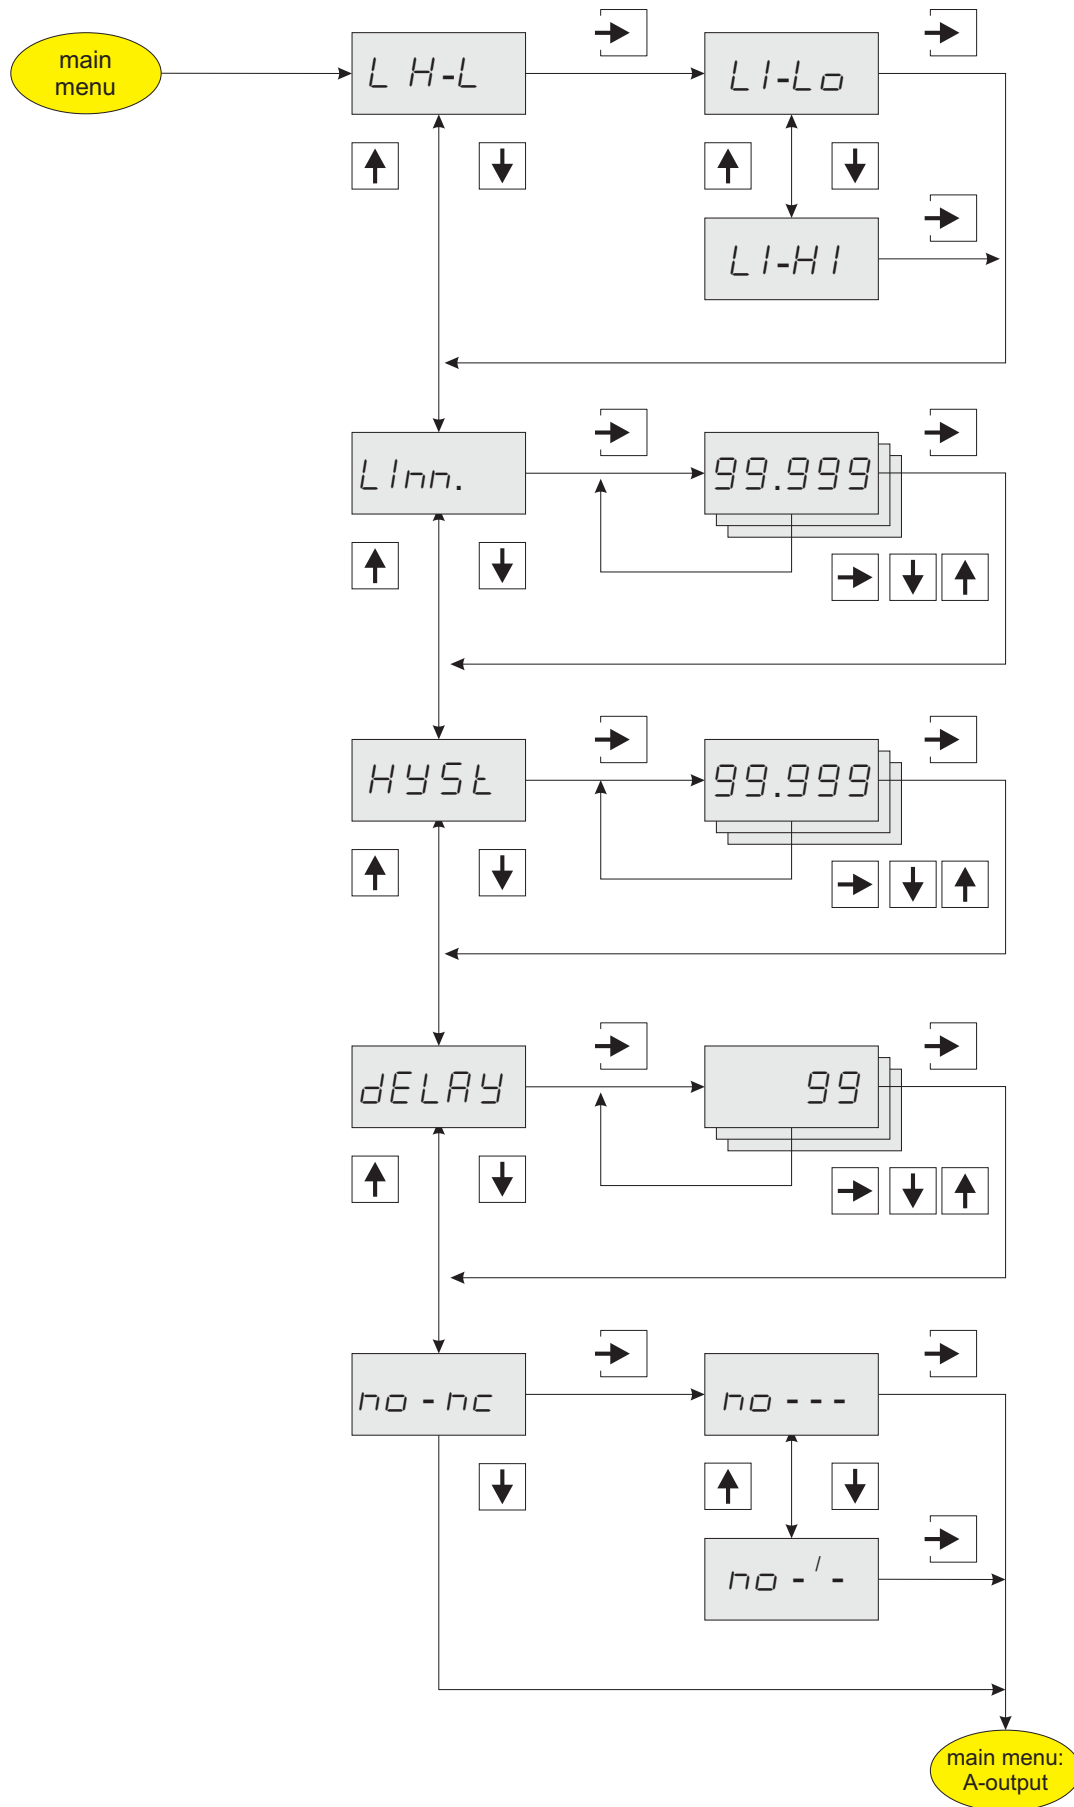 main
menu
L H-L
LI-Lo
LI-HI
LInn.
99.999
HYSt
99.999
dELAY
99
no-nc
no---
no-/-
main menu:
A-output